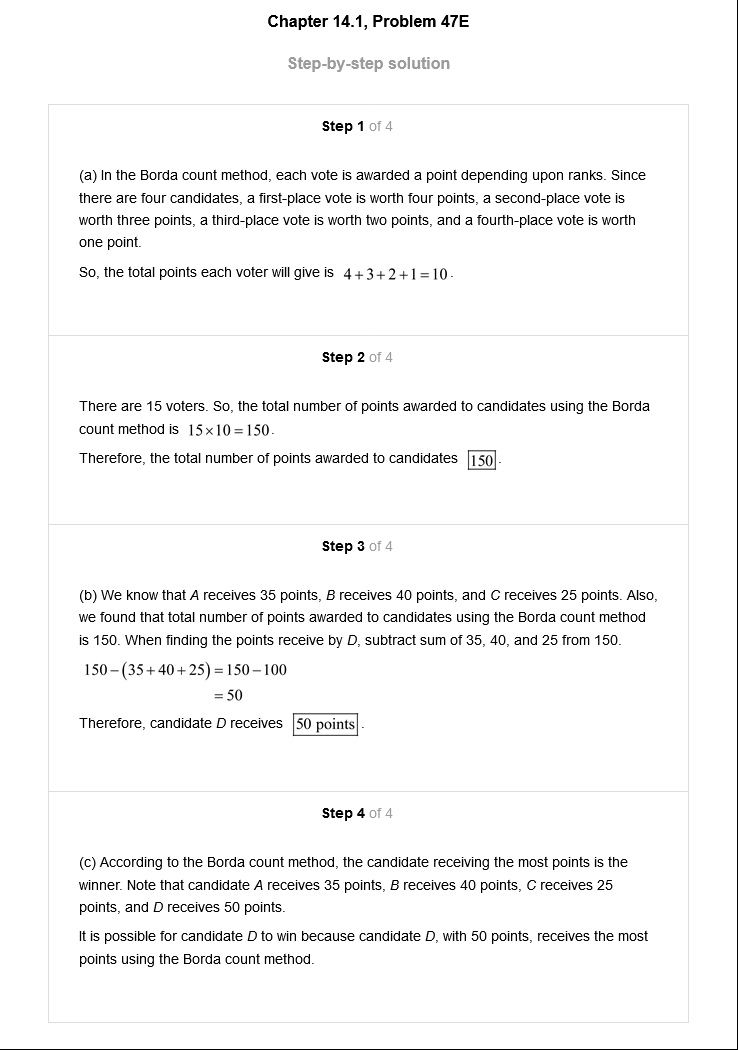 Chapter 14.1, Problem 47E
Step-by-step solution
Step 1 of 4
(a) In the Borda count method, each vote is awarded a point depending upon ranks. Since
there are four candidates, a first-place vote is worth four points, a second-place vote is
worth three points, a third-place vote is worth two points, and a fourth-place vote is worth
one point.
So, the total points each voter will give is 4+3+2+1=10.
Step 2 of 4
There are 15 voters. So, the total number of points awarded to candidates using the Borda
count method is 15×10=150.
Therefore, the total number of points awarded to candidates 150.
Step 3 of 4
(b) We know that A receives 35 points, B receives 40 points, and C receives 25 points. Also,
we found that total number of points awarded to candidates using the Borda count method
is 150. When finding the points receive by D, subtract sum of 35, 40, and 25 from 150.
150−(35+40+25)=150−100
=50
Therefore, candidate D receives 50 points.
Step 4 of 4
(c) According to the Borda count method, the candidate receiving the most points is the
winner. Note that candidate A receives 35 points, B receives 40 points, C receives 25
points, and D receives 50 points.
It is possible for candidate D to win because candidate D, with 50 points, receives the most
points using the Borda count method.